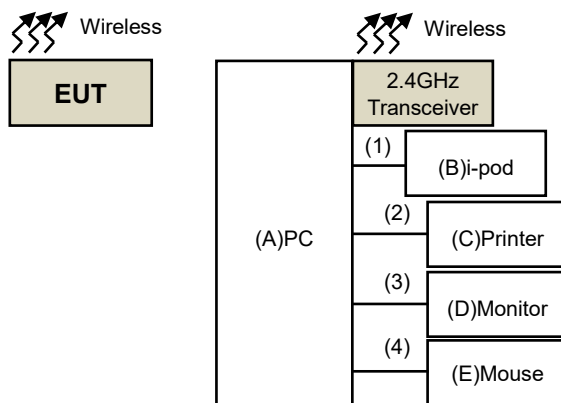 Wireless
Wireless
EUT
2.4GHz
Transceiver
(1)
(B)i-pod
(2)
(A)PC
(C)Printer
(3)
(D)Monitor
(4)
(E)Mouse